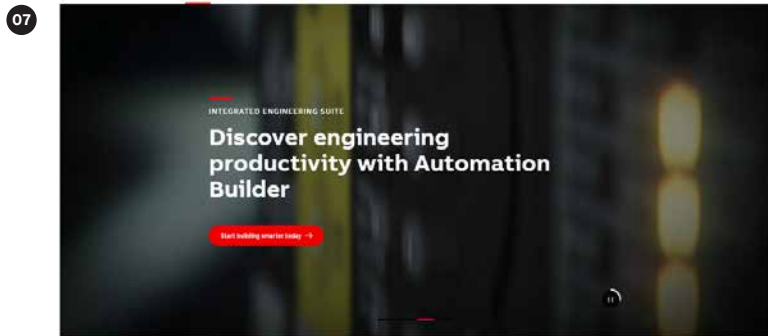 07
INTEGRATED ENGINEERING SUITE
Discover engineering
productivity with Automation
Builder
Start building smarter today →